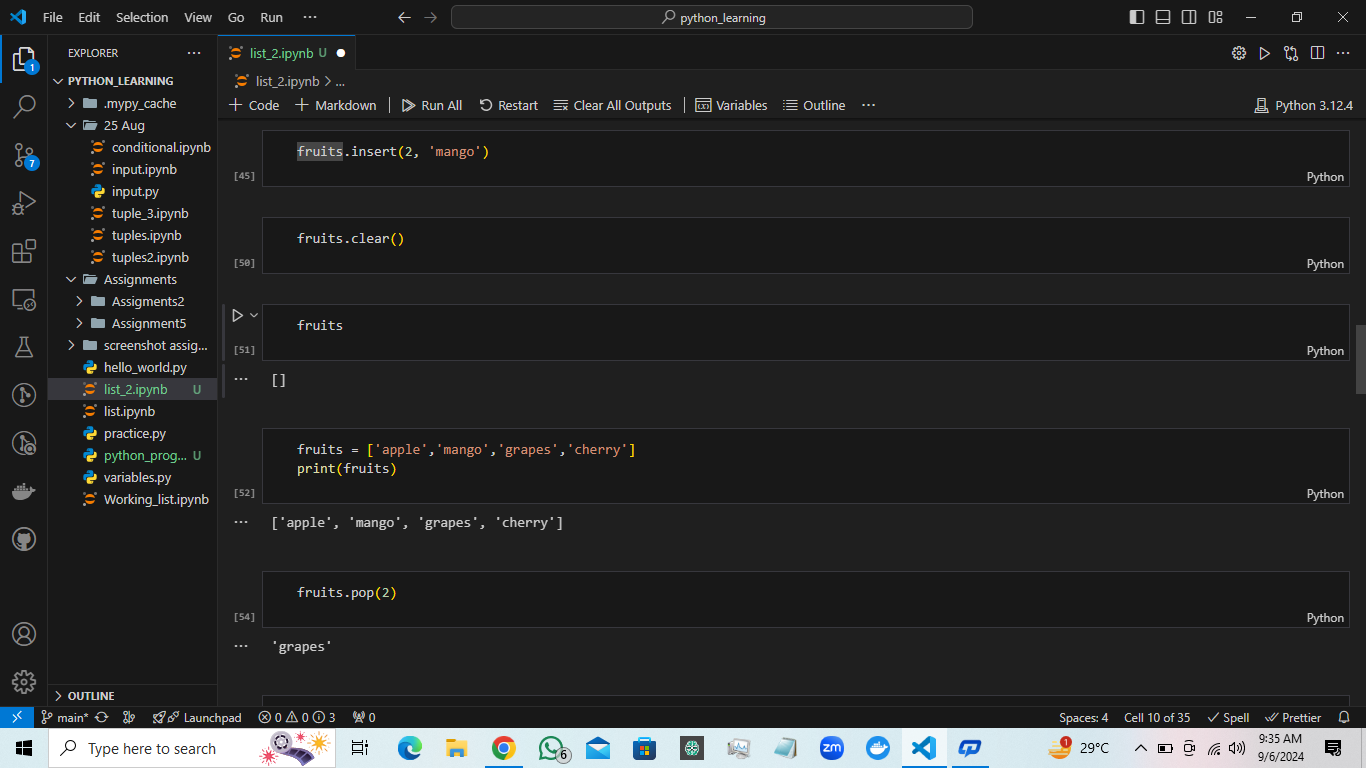 File Edit Selection View Go Run ···
python_learning
EXPLORER ···
PYTHON_LEARNING
.mypy_cache
25 Aug
conditional.ipynb
input.ipynb
input.py
tuple_3.ipynb
tuples.ipynb
tuples2.ipynb
Assignments
Assigments2
Assignment5
screenshot assig...
hello_world.py
list_2.ipynb U
list.ipynb
practice.py
python_prog... U
variables.py
Working_list.ipynb
OUTLINE
1
7
list_2.ipynb U
list_2.ipynb > ...
Code Markdown Run All Restart Clear All Outputs Variables Outline ··· Python 3.12.4
fruits.insert(2, 'mango')
[45] Python
fruits.clear()
[50] Python
fruits
[51] Python
[]
fruits = ['apple','mango','grapes','cherry']
print(fruits)
[52] Python
['apple', 'mango', 'grapes', 'cherry']
fruits.pop(2)
[54] Python
'grapes'
main* Launchpad 0 0 3 0 Spaces: 4 Cell 10 of 35 Spell Prettier
Type here to search 6 zm 1 29°C 9:35 AM
9/6/2024